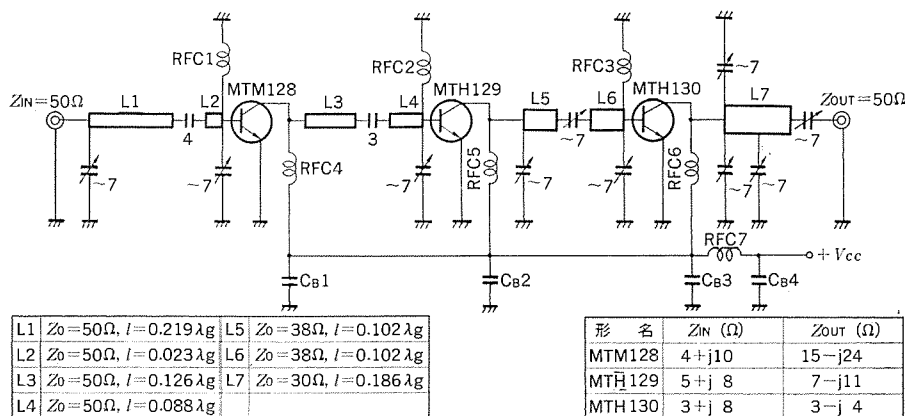 RFC1
RFC2
RFC3
MTM128
MTH129
MTH130
ZIN=50Ω
L1
L2
L3
L4
L5
L6
L7
ZOUT=50Ω
4
3
~7
~7
~7
~7
~7
~7
~7
~7
~7
RFC4
RFC5
RFC6
RFC7
+Vcc
CB1
CB2
CB3
CB4
L1 Z0=50Ω, l=0.219λg L5 Z0=38Ω, l=0.102λg
L2 Z0=50Ω, l=0.023λg L6 Z0=38Ω, l=0.102λg
L3 Z0=50Ω, l=0.126λg L7 Z0=30Ω, l=0.186λg
L4 Z0=50Ω, l=0.088λg
形 名 ZIN (Ω) ZOUT (Ω)
MTM128 4+j10 15−j24
MTH129 5+j 8 7−j11
MTH130 3+j 8 3−j 4